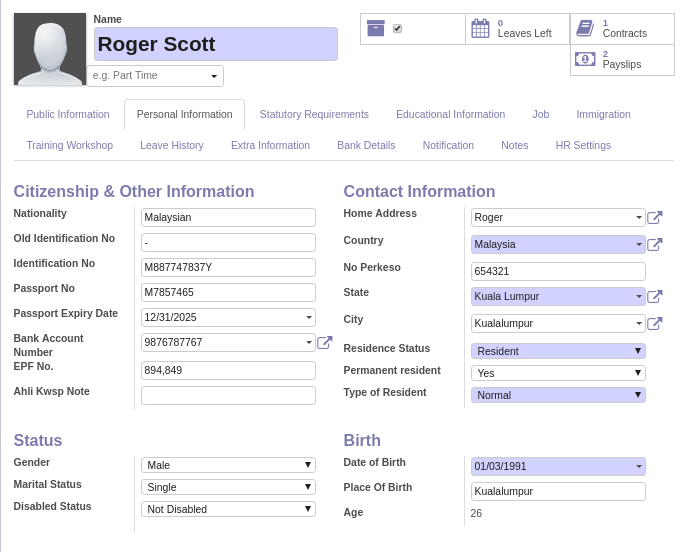 Name
Roger Scott
e.g. Part Time
0
Leaves Left
1
Contracts
2
Payslips
Public Information Personal Information Statutory Requirements Educational Information Job Immigration
Training Workshop Leave History Extra Information Bank Details Notification Notes HR Settings
Citizenship & Other Information
Nationality Malaysian
Old Identification No -
Identification No M887747837Y
Passport No M7857465
Passport Expiry Date 12/31/2025
Bank Account
Number 9876787767
EPF No. 894,849
Ahli Kwsp Note
Contact Information
Home Address Roger
Country Malaysia
No Perkeso 654321
State Kuala Lumpur
City Kualalumpur
Residence Status Resident
Permanent resident Yes
Type of Resident Normal
Status
Gender Male
Marital Status Single
Disabled Status Not Disabled
Birth
Date of Birth 01/03/1991
Place Of Birth Kualalumpur
Age 26